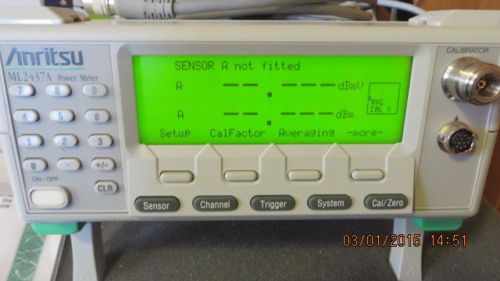 Anritsu
ML2437A Power Meter
CALIBRATOR
SENSOR A not fitted
A -- --.-- -- -- dBmV
A -- --.-- -- -- dBm
AVG
CAL V
Setup CalFactor Averaging -more-
7 8 9
4 5 6
1 2 3
0 . +/-
ON / OFF
CLR
Sensor Channel Trigger System Cal/Zero
03/01/2015 14:51